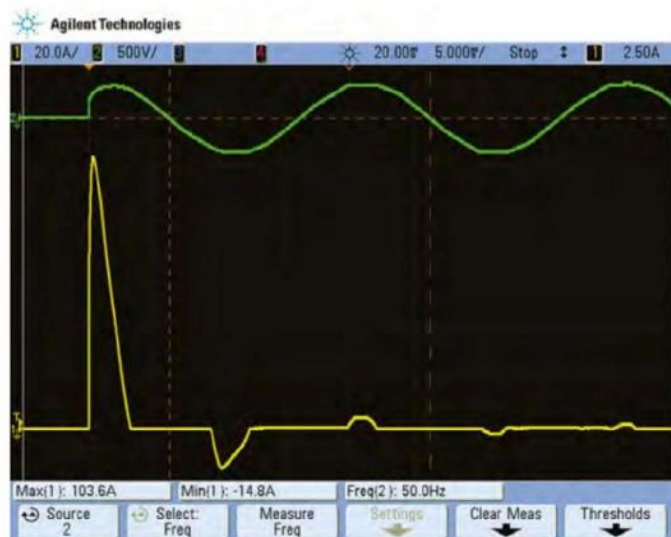 Agilent Technologies
1 20.0A/ 2 500V/ 3 4 20.00 5.000 / Stop 1 2.50A
Max(1): 103.6A Min(1): -14.8A Freq(2): 50.0Hz
Source Select: Measure Settings Clear Meas Thresholds
2 Freq Freq